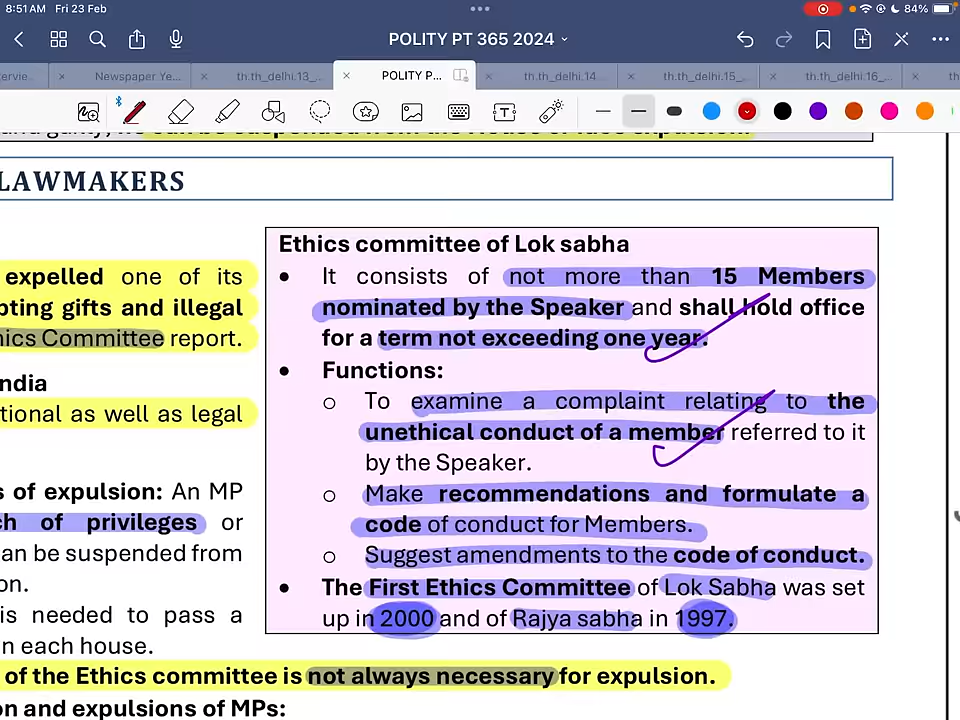 8:51 AM Fri 23 Feb
84%
POLITY PT 365 2024
ervie...
Newspaper Ye...
th.th_delhi.13_...
POLITY P...
th.th_delhi.14
th.th_delhi.15_...
th.th_delhi.16_...
th
LAWMAKERS
expelled one of its
pting gifts and illegal
hics Committee report.
ndia
tional as well as legal
s of expulsion: An MP
ch of privileges or
an be suspended from
on.
is needed to pass a
n each house.
Ethics committee of Lok sabha
• It consists of not more than 15 Members
nominated by the Speaker and shall hold office
for a term not exceeding one year.
• Functions:
o To examine a complaint relating to the
unethical conduct of a member referred to it
by the Speaker.
o Make recommendations and formulate a
code of conduct for Members.
o Suggest amendments to the code of conduct.
• The First Ethics Committee of Lok Sabha was set
up in 2000 and of Rajya sabha in 1997.
of the Ethics committee is not always necessary for expulsion.
on and expulsions of MPs: